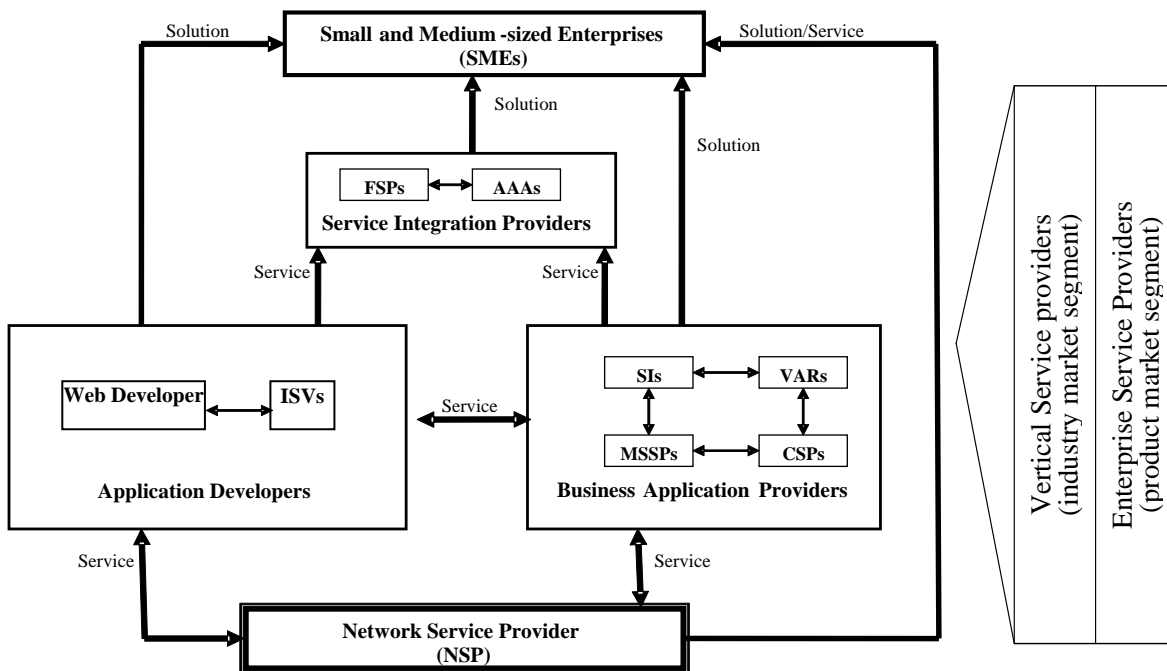 Solution
Small and Medium -sized Enterprises
(SMEs)
Solution/Service
Solution
Solution
FSPs
AAAs
Service Integration Providers
Service
Service
Web Developer
ISVs
Application Developers
Service
SIs
VARs
MSSPs
CSPs
Business Application Providers
Service
Service
Network Service Provider
(NSP)
Vertical Service providers
(industry market segment)
Enterprise Service Providers
(product market segment)